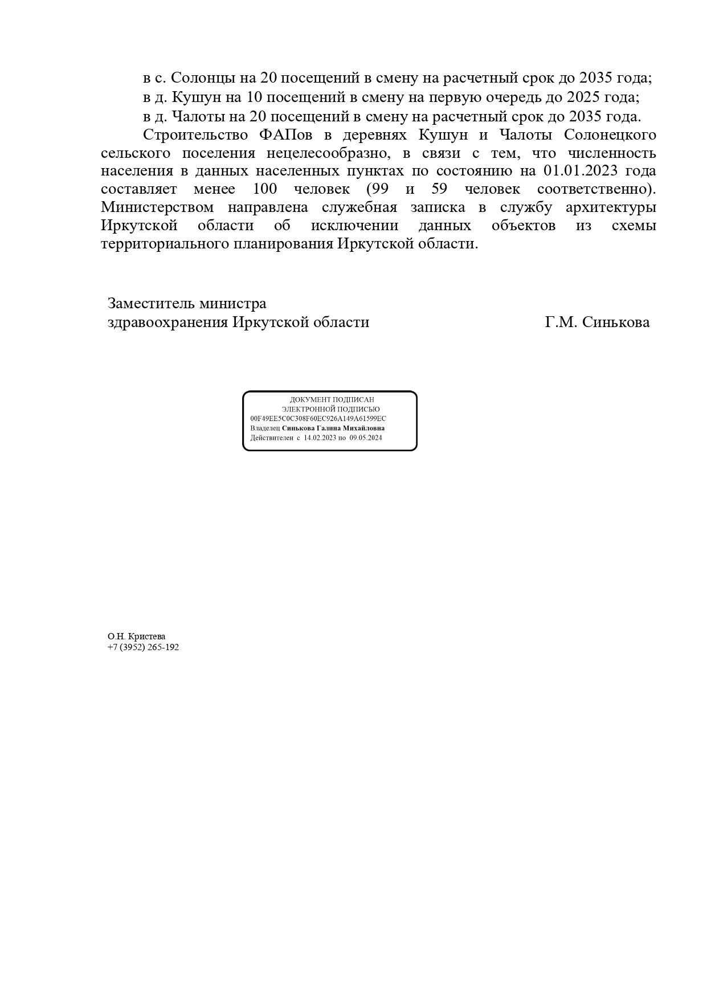 в с. Солонцы на 20 посещений в смену на расчетный срок до 2035 года;
в д. Кушун на 10 посещений в смену на первую очередь до 2025 года;
в д. Чалоты на 20 посещений в смену на расчетный срок до 2035 года.
Строительство ФАПов в деревнях Кушун и Чалоты Солонецкого
сельского поселения нецелесообразно, в связи с тем, что численность
населения в данных населенных пунктах по состоянию на 01.01.2023 года
составляет менее 100 человек (99 и 59 человек соответственно).
Министерством направлена служебная записка в службу архитектуры
Иркутской области об исключении данных объектов из схемы
территориального планирования Иркутской области.
Заместитель министра
здравоохранения Иркутской области Г.М. Синькова
ДОКУМЕНТ ПОДПИСАН
ЭЛЕКТРОННОЙ ПОДПИСЬЮ
00F49EE5C0C308F60EC926A149A61599EC
Владелец Синькова Галина Михайловна
Действителен с 14.02.2023 по 09.05.2024
О.Н. Кристева
+7 (3952) 265-192